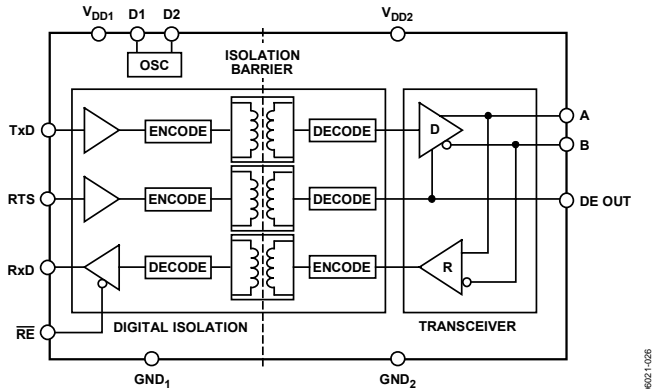 VDD1 D1 D2 VDD2
OSC
ISOLATION
BARRIER
TxD ENCODE DECODE D A
B
RTS ENCODE DECODE DE OUT
RxD DECODE ENCODE R
RE
DIGITAL ISOLATION TRANSCEIVER
GND1 GND2
6021-026